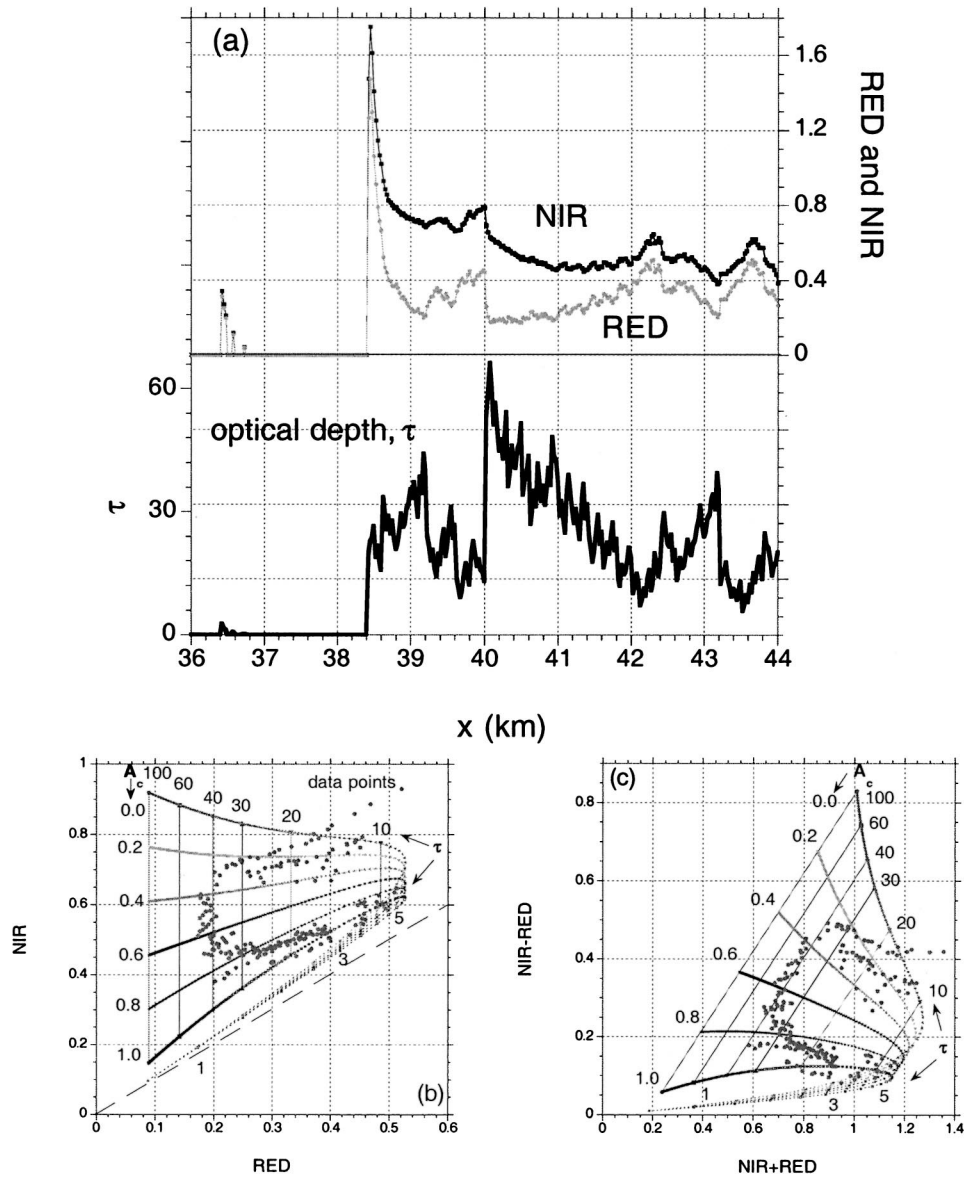 (a)
1.6
1.2
0.8
0.4
0
RED and NIR
NIR
RED
60
30
0
τ
optical depth, τ
36 37 38 39 40 41 42 43 44
x (km)
A c
100 60 40 30 20 10 5 3 1
0.0
0.2
0.4
0.6
0.8
1.0
data points
τ
1
0.8
0.6
0.4
0.2
0
NIR
0 0.1 0.2 0.3 0.4 0.5 0.6
RED
(b)
(c)
A c
0.0
0.2
0.4
0.6
0.8
1.0
100
60
40
30
20
10
5
3
1
τ
0.8
0.6
0.4
0.2
0
NIR-RED
0 0.2 0.4 0.6 0.8 1 1.2 1.4
NIR+RED